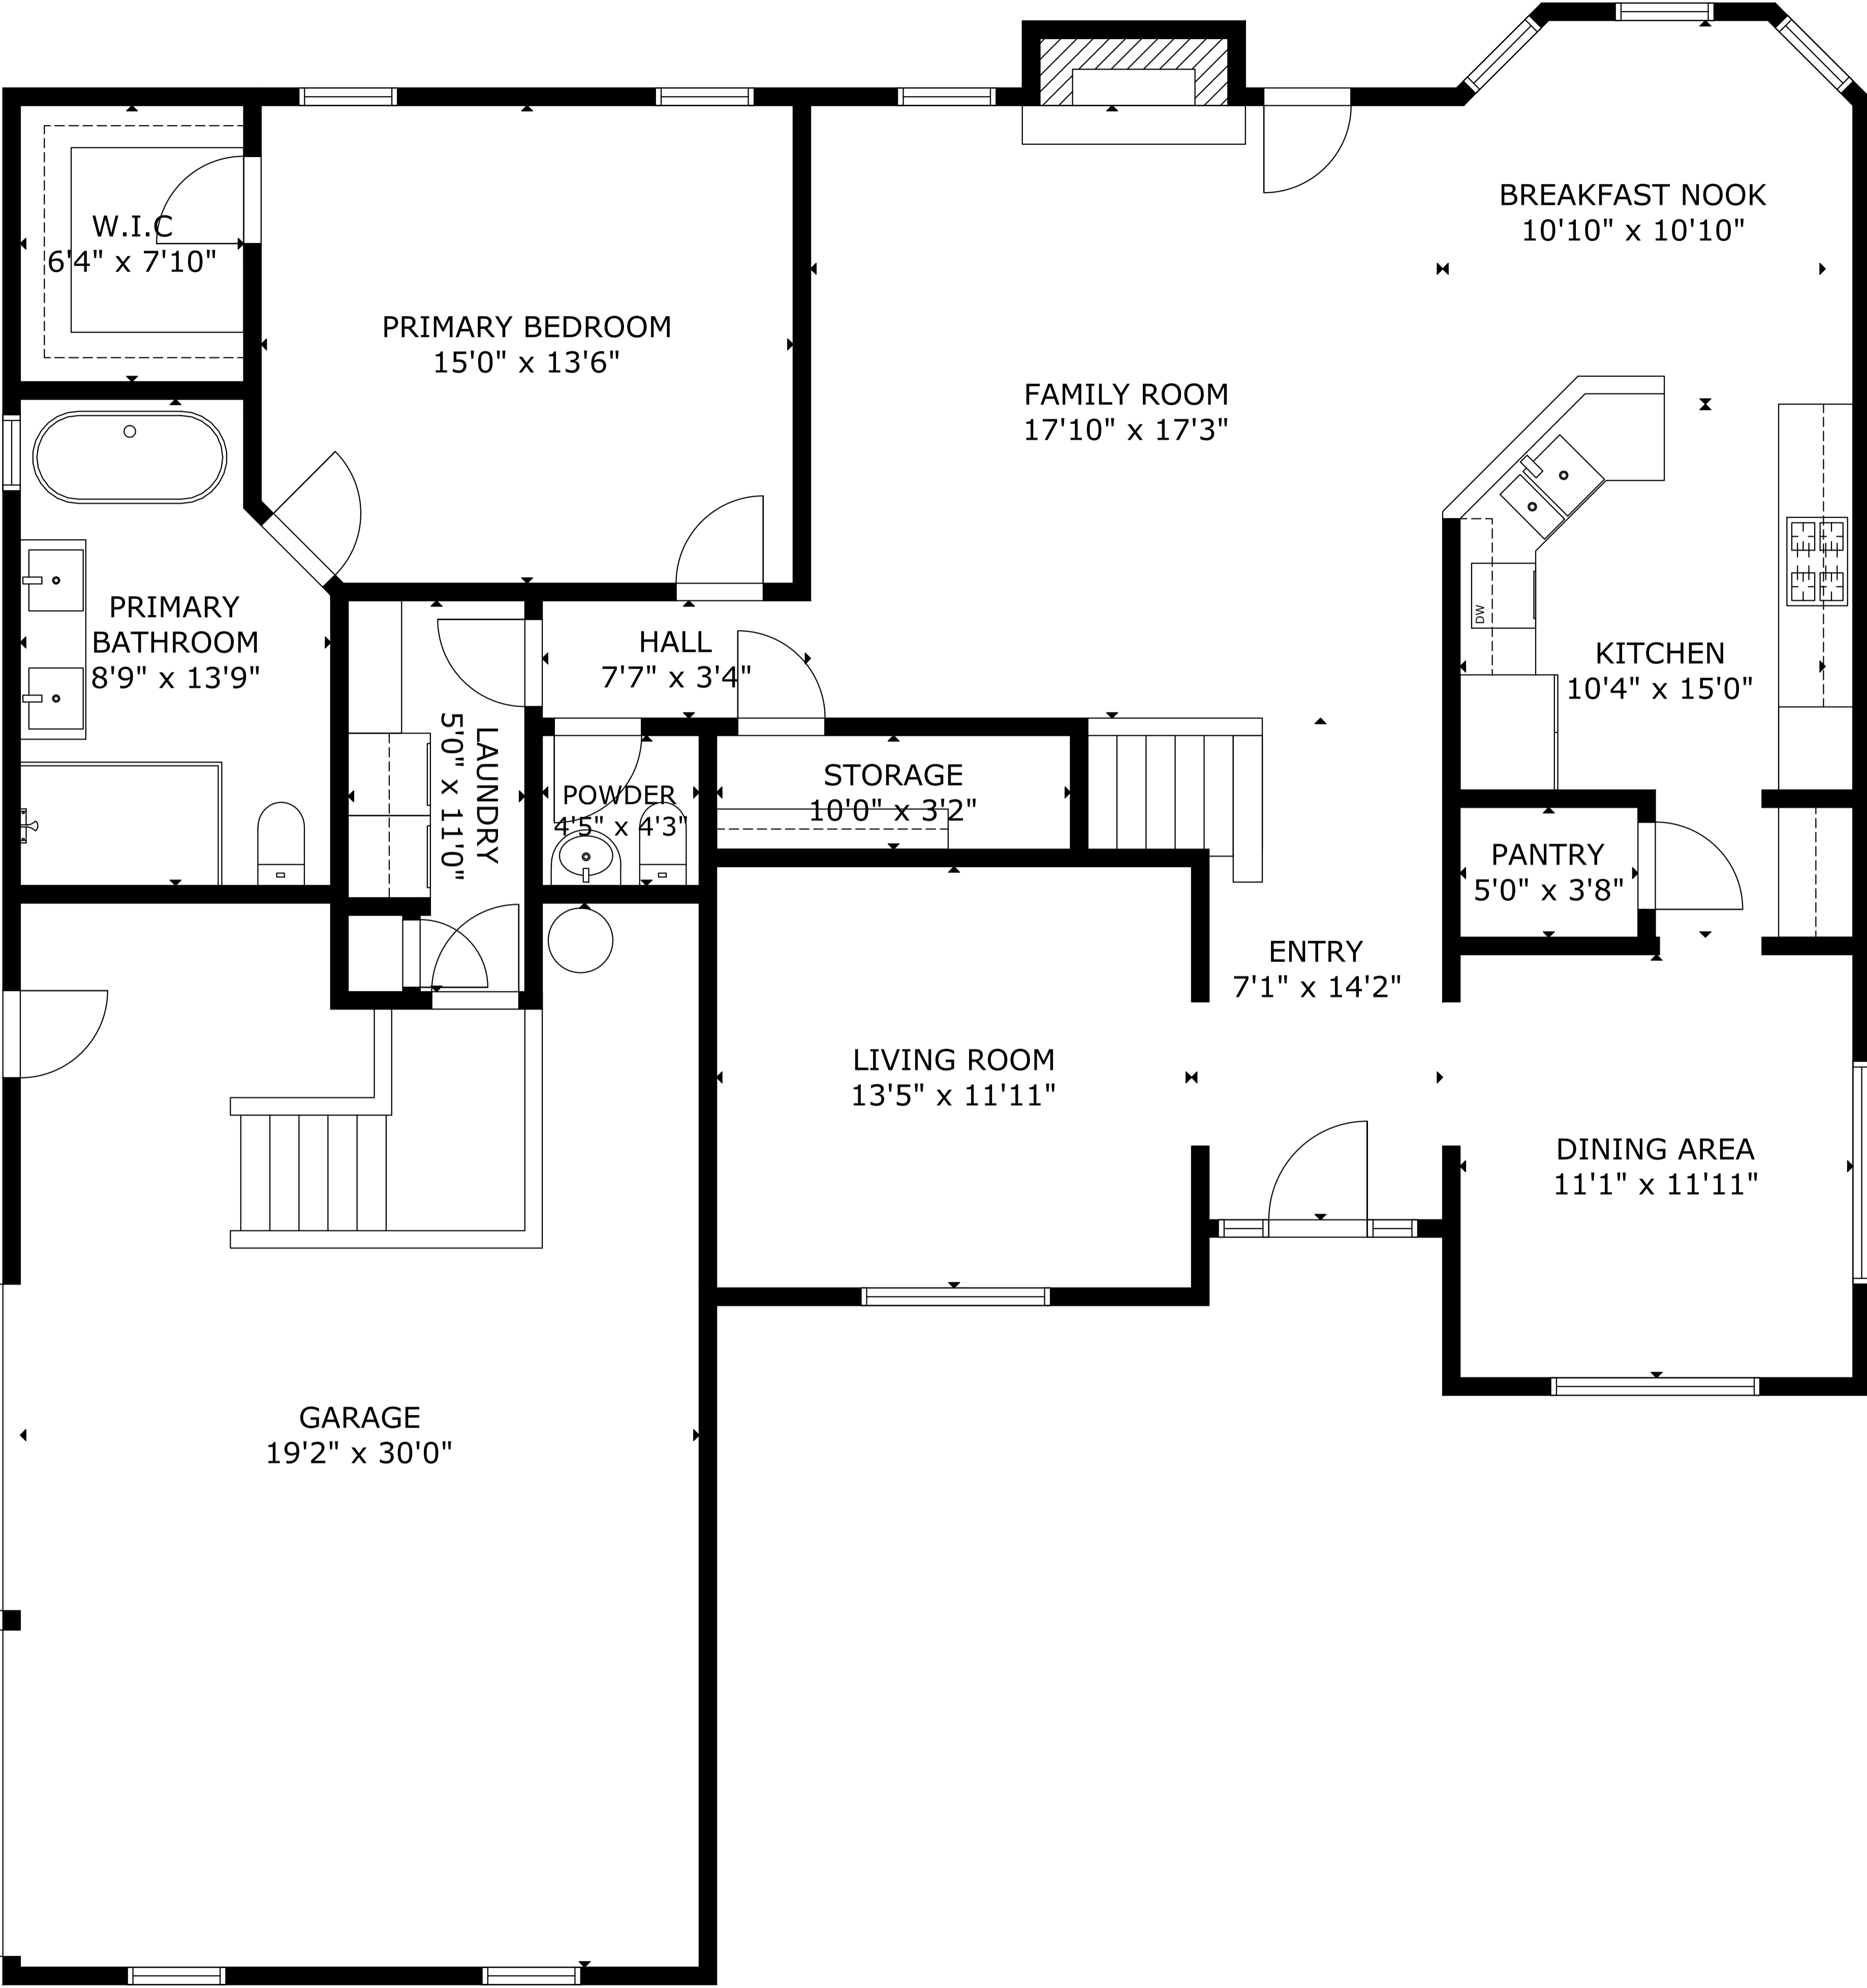 BREAKFAST NOOK
10'10" x 10'10"
W.I.C
6'4" x 7'10"
PRIMARY BEDROOM
15'0" x 13'6"
FAMILY ROOM
17'10" x 17'3"
PRIMARY
BATHROOM
8'9" x 13'9"
HALL
7'7" x 3'4"
DW
KITCHEN
10'4" x 15'0"
LAUNDRY
5'0" x 11'0"
POWDER
4'5" x 4'3"
STORAGE
10'0" x 3'2"
PANTRY
5'0" x 3'8"
ENTRY
7'1" x 14'2"
LIVING ROOM
13'5" x 11'11"
DINING AREA
11'1" x 11'11"
GARAGE
19'2" x 30'0"